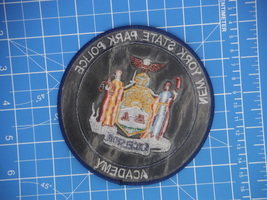 NEW YORK STATE PARK POLICE
EXCELSIOR
ACADEMY